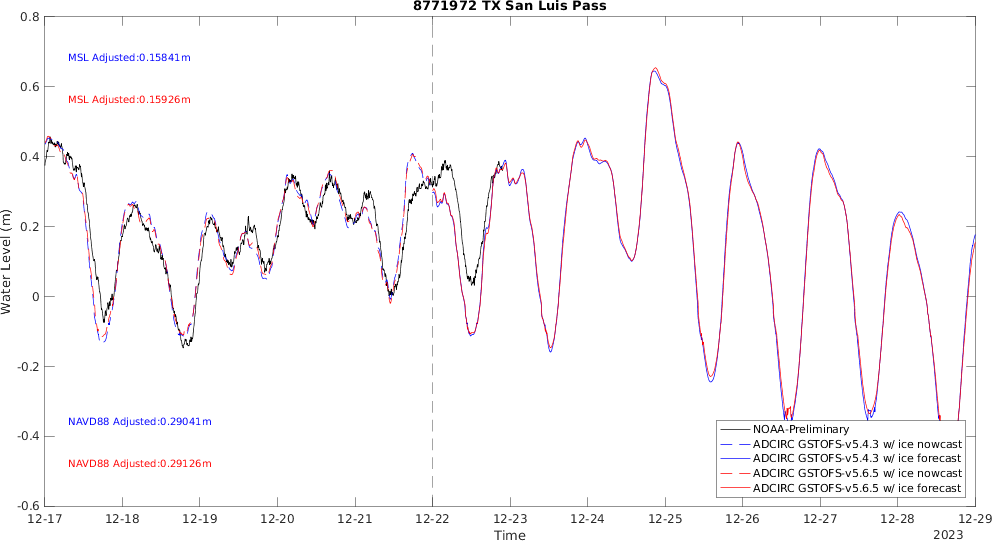 8771972 TX San Luis Pass
0.8
0.6
0.4
0.2
0
-0.2
-0.4
-0.6
Water Level (m)
MSL Adjusted:0.15841m
MSL Adjusted:0.15926m
NAVD88 Adjusted:0.29041m
NAVD88 Adjusted:0.29126m
NOAA-Preliminary
ADCIRC GSTOFS-v5.4.3 w/ ice nowcast
ADCIRC GSTOFS-v5.4.3 w/ ice forecast
ADCIRC GSTOFS-v5.6.5 w/ ice nowcast
ADCIRC GSTOFS-v5.6.5 w/ ice forecast
12-17 12-18 12-19 12-20 12-21 12-22 12-23 12-24 12-25 12-26 12-27 12-28 12-29
Time
2023